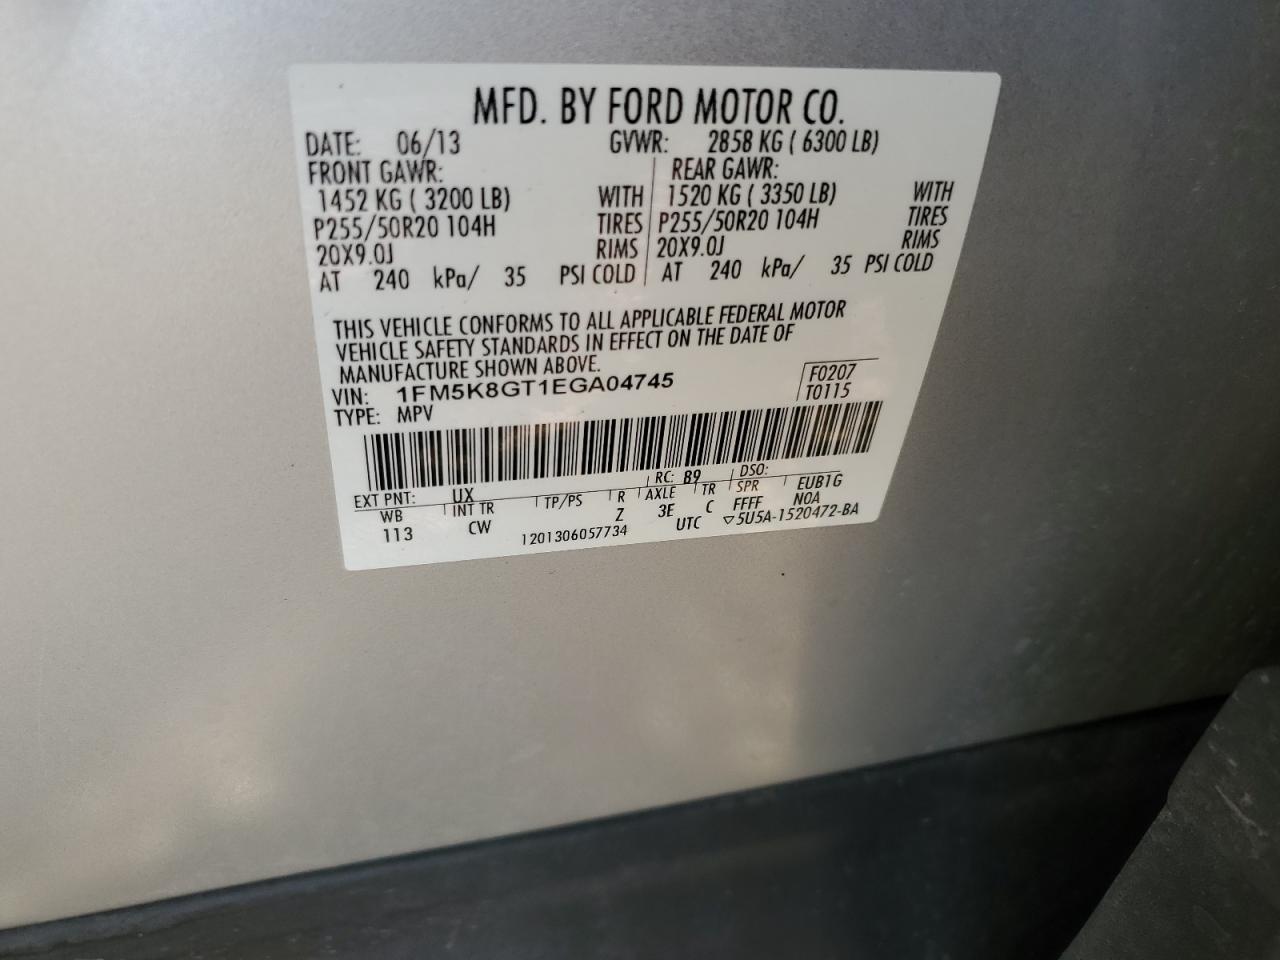 MFD. BY FORD MOTOR CO.
DATE: 06/13 GVWR: 2858 KG ( 6300 LB)
FRONT GAWR: REAR GAWR:
1452 KG ( 3200 LB) WITH 1520 KG ( 3350 LB) WITH
P255/50R20 104H TIRES P255/50R20 104H TIRES
20X9.0J RIMS 20X9.0J RIMS
AT 240 kPa/ 35 PSI COLD AT 240 kPa/ 35 PSI COLD
THIS VEHICLE CONFORMS TO ALL APPLICABLE FEDERAL MOTOR
VEHICLE SAFETY STANDARDS IN EFFECT ON THE DATE OF
MANUFACTURE SHOWN ABOVE.
VIN: 1FM5K8GT1EGA04745 F0207
TYPE: MPV T0115
EXT PNT: UX RC: B9 DSO:
WB INT TR TP/PS R AXLE TR SPR EUB1G
113 CW Z 3E C FFFF NOA
1201306057734 UTC ▽5U5A-1520472-BA